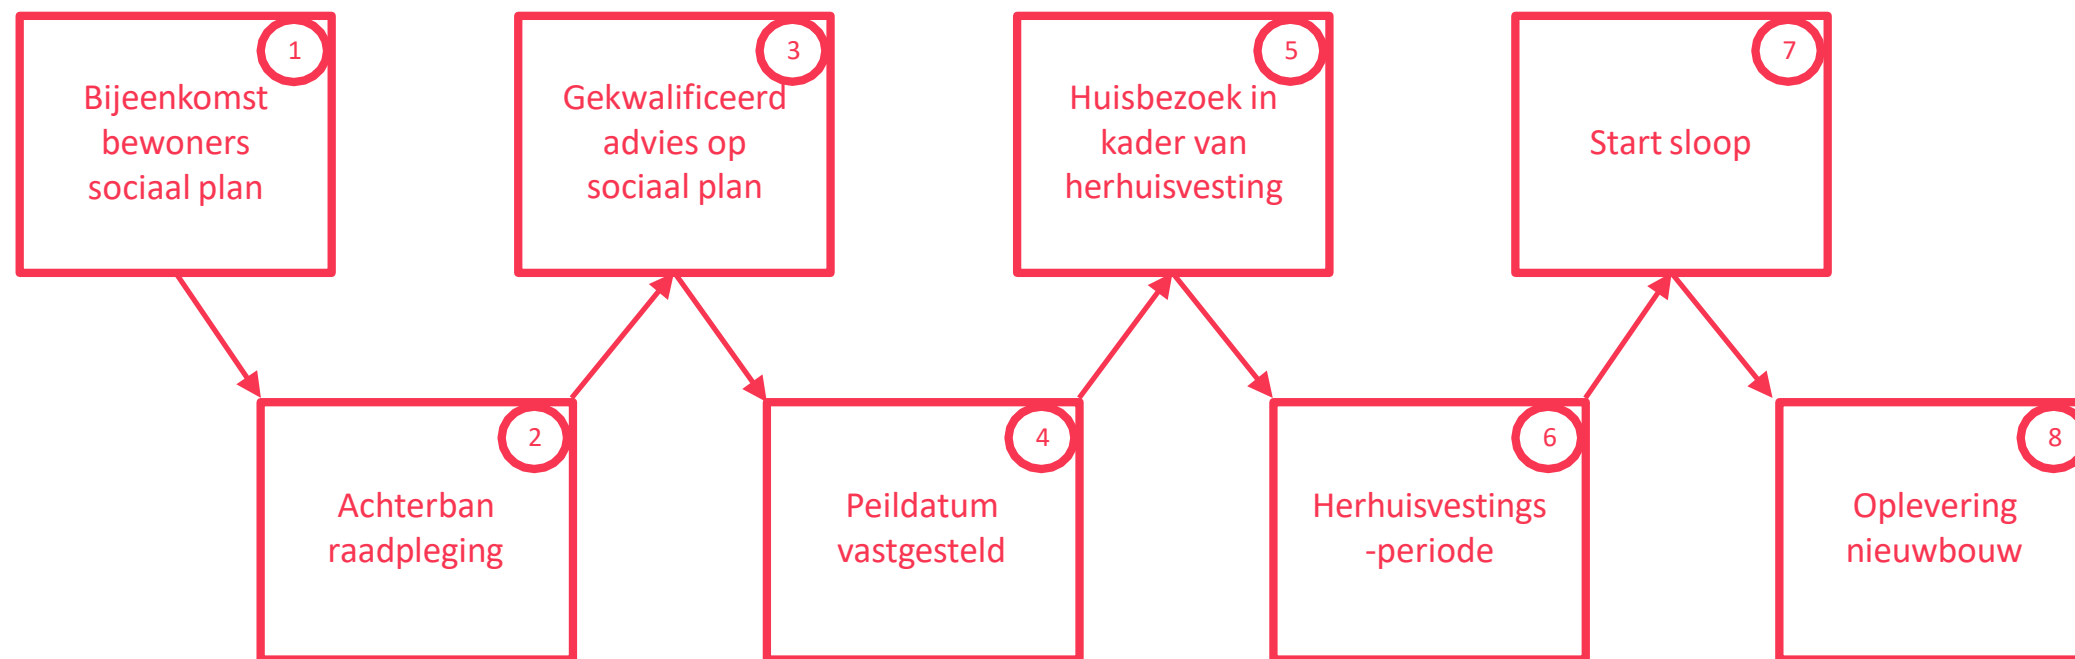 1
Bijeenkomst
bewoners
sociaal plan
2
Achterban
raadpleging
3
Gekwalificeerd
advies op
sociaal plan
4
Peildatum
vastgesteld
5
Huisbezoek in
kader van
herhuisvesting
6
Herhuisvestings
-periode
7
Start sloop
8
Oplevering
nieuwbouw